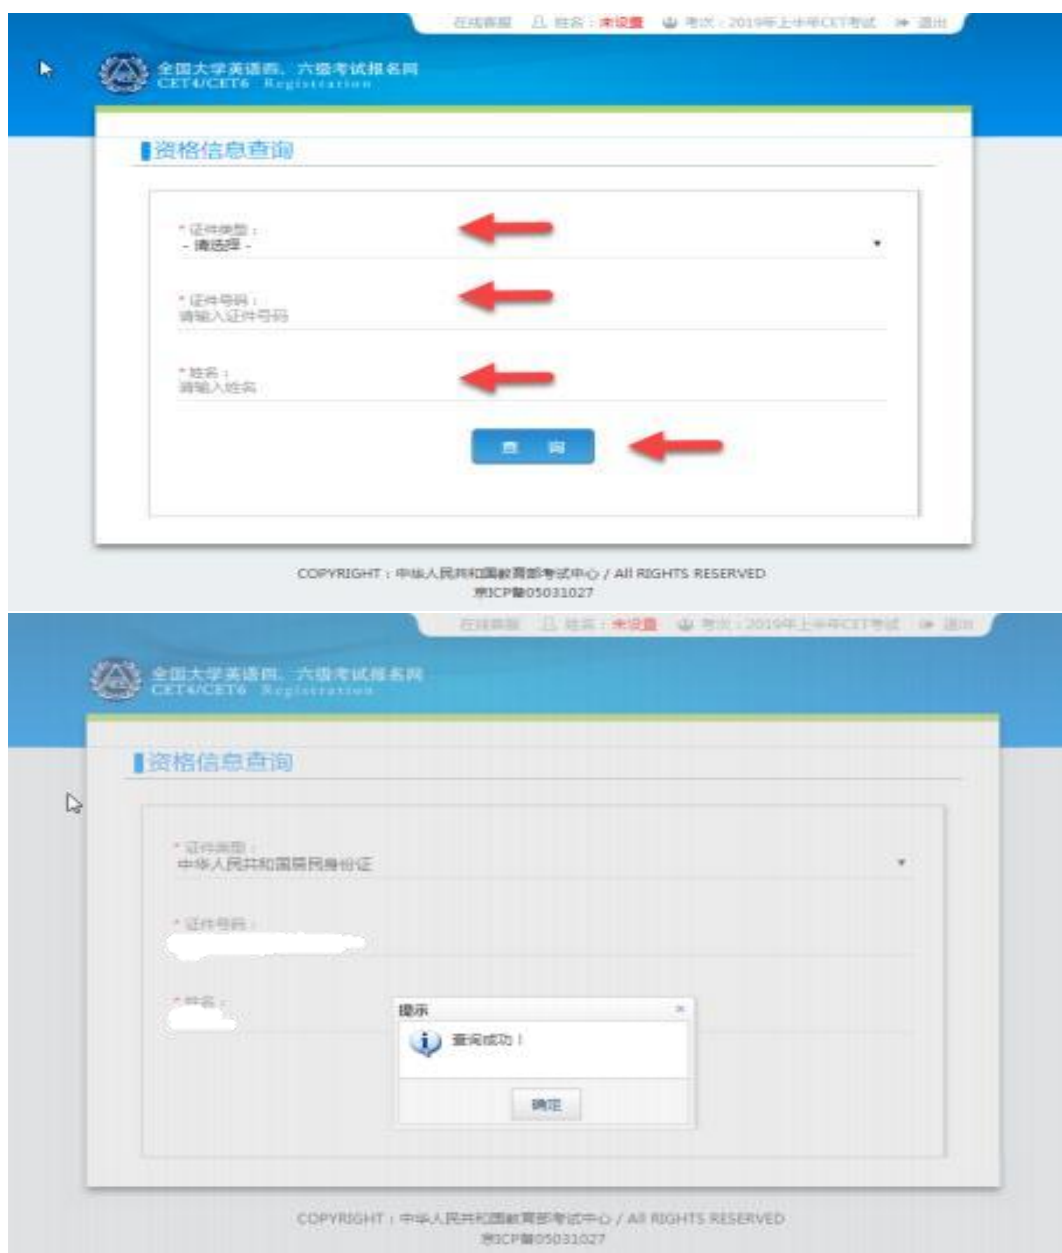 在线客服 姓名：未设置 考次：2019年上半年CET考试 退出
全国大学英语四、六级考试报名网
CET4/CET6 Registration
资格信息查询
* 证件类型：
- 请选择 -
* 证件号码：
请输入证件号码
* 姓名：
请输入姓名
查 询
COPYRIGHT：中华人民共和国教育部考试中心 / All RIGHTS RESERVED
京ICP备05031027
在线客服 姓名：未设置 考次：2019年上半年CET考试 退出
全国大学英语四、六级考试报名网
CET4/CET6 Registration
资格信息查询
* 证件类型：
中华人民共和国居民身份证
* 证件号码：
* 姓名：
提示
查询成功！
确定
COPYRIGHT：中华人民共和国教育部考试中心 / All RIGHTS RESERVED
京ICP备05031027